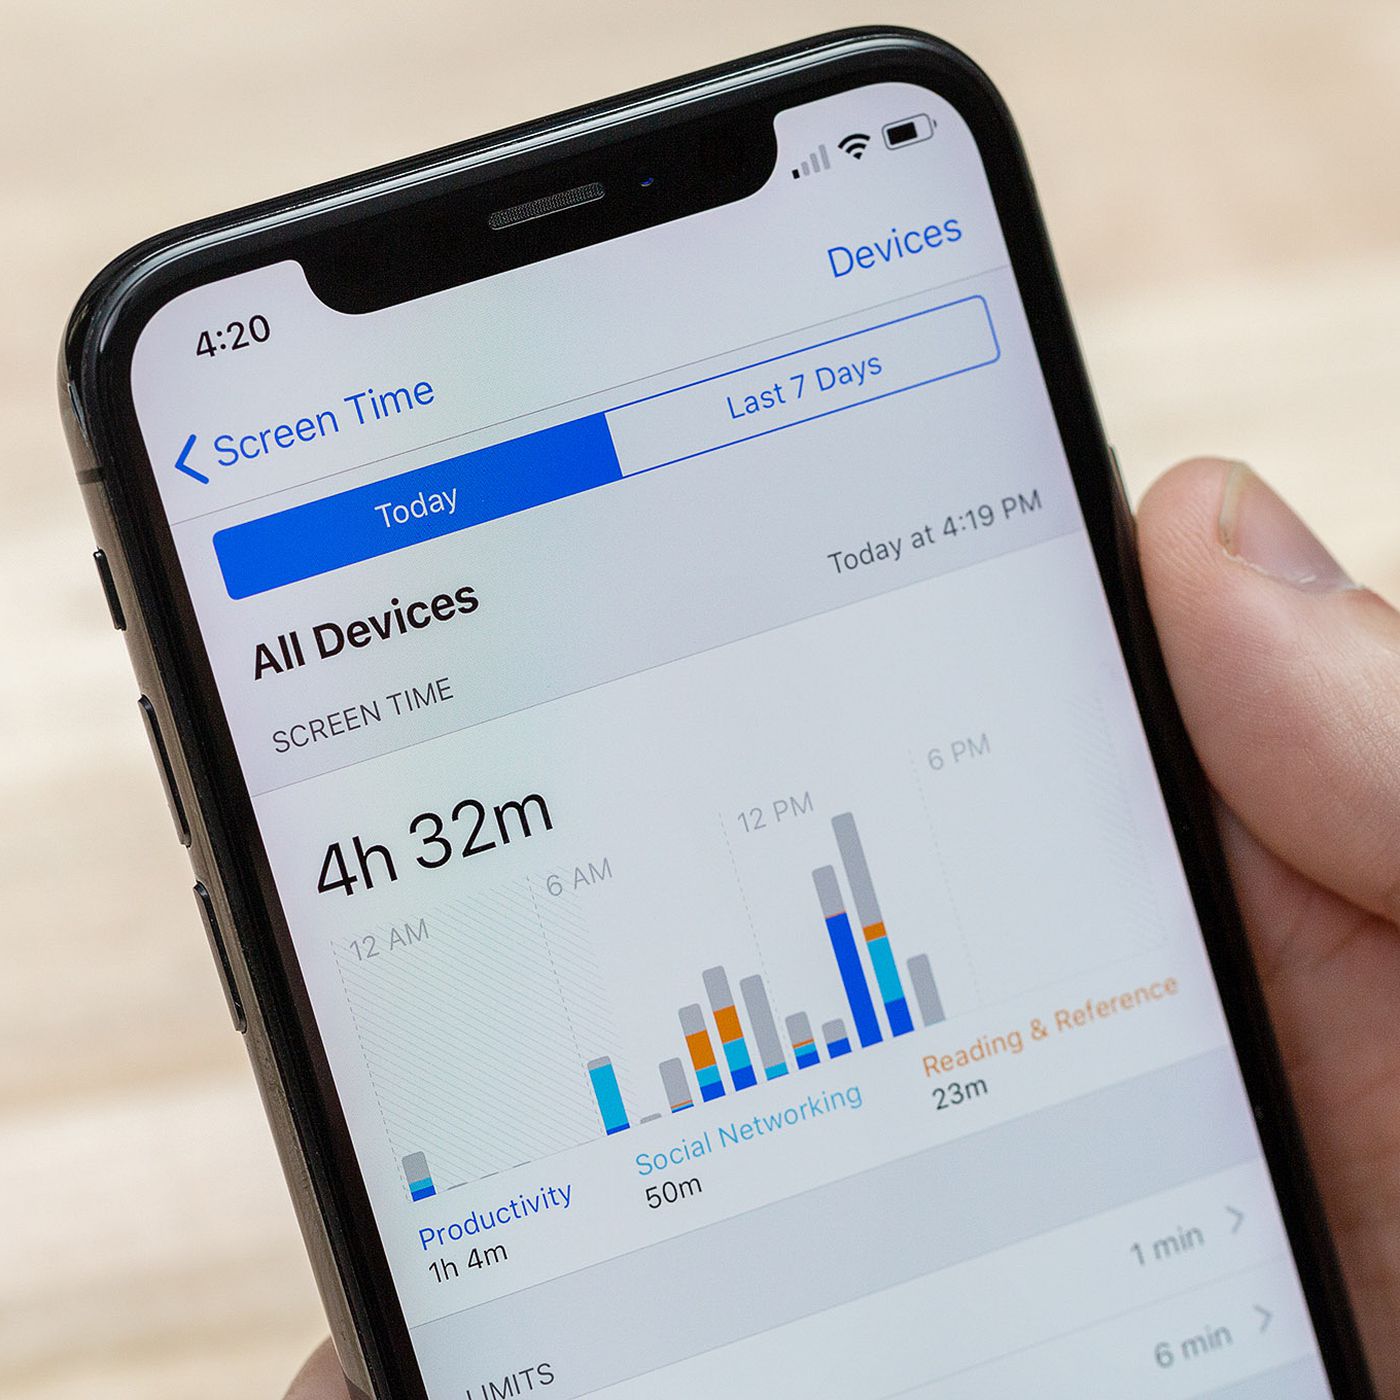 4:20
Devices
Screen Time
Today
Last 7 Days
All Devices
Today at 4:19 PM
SCREEN TIME
4h 32m
12 AM
6 AM
12 PM
6 PM
Productivity
1h 4m
Social Networking
50m
Reading & Reference
23m
LIMITS
1 min
6 min